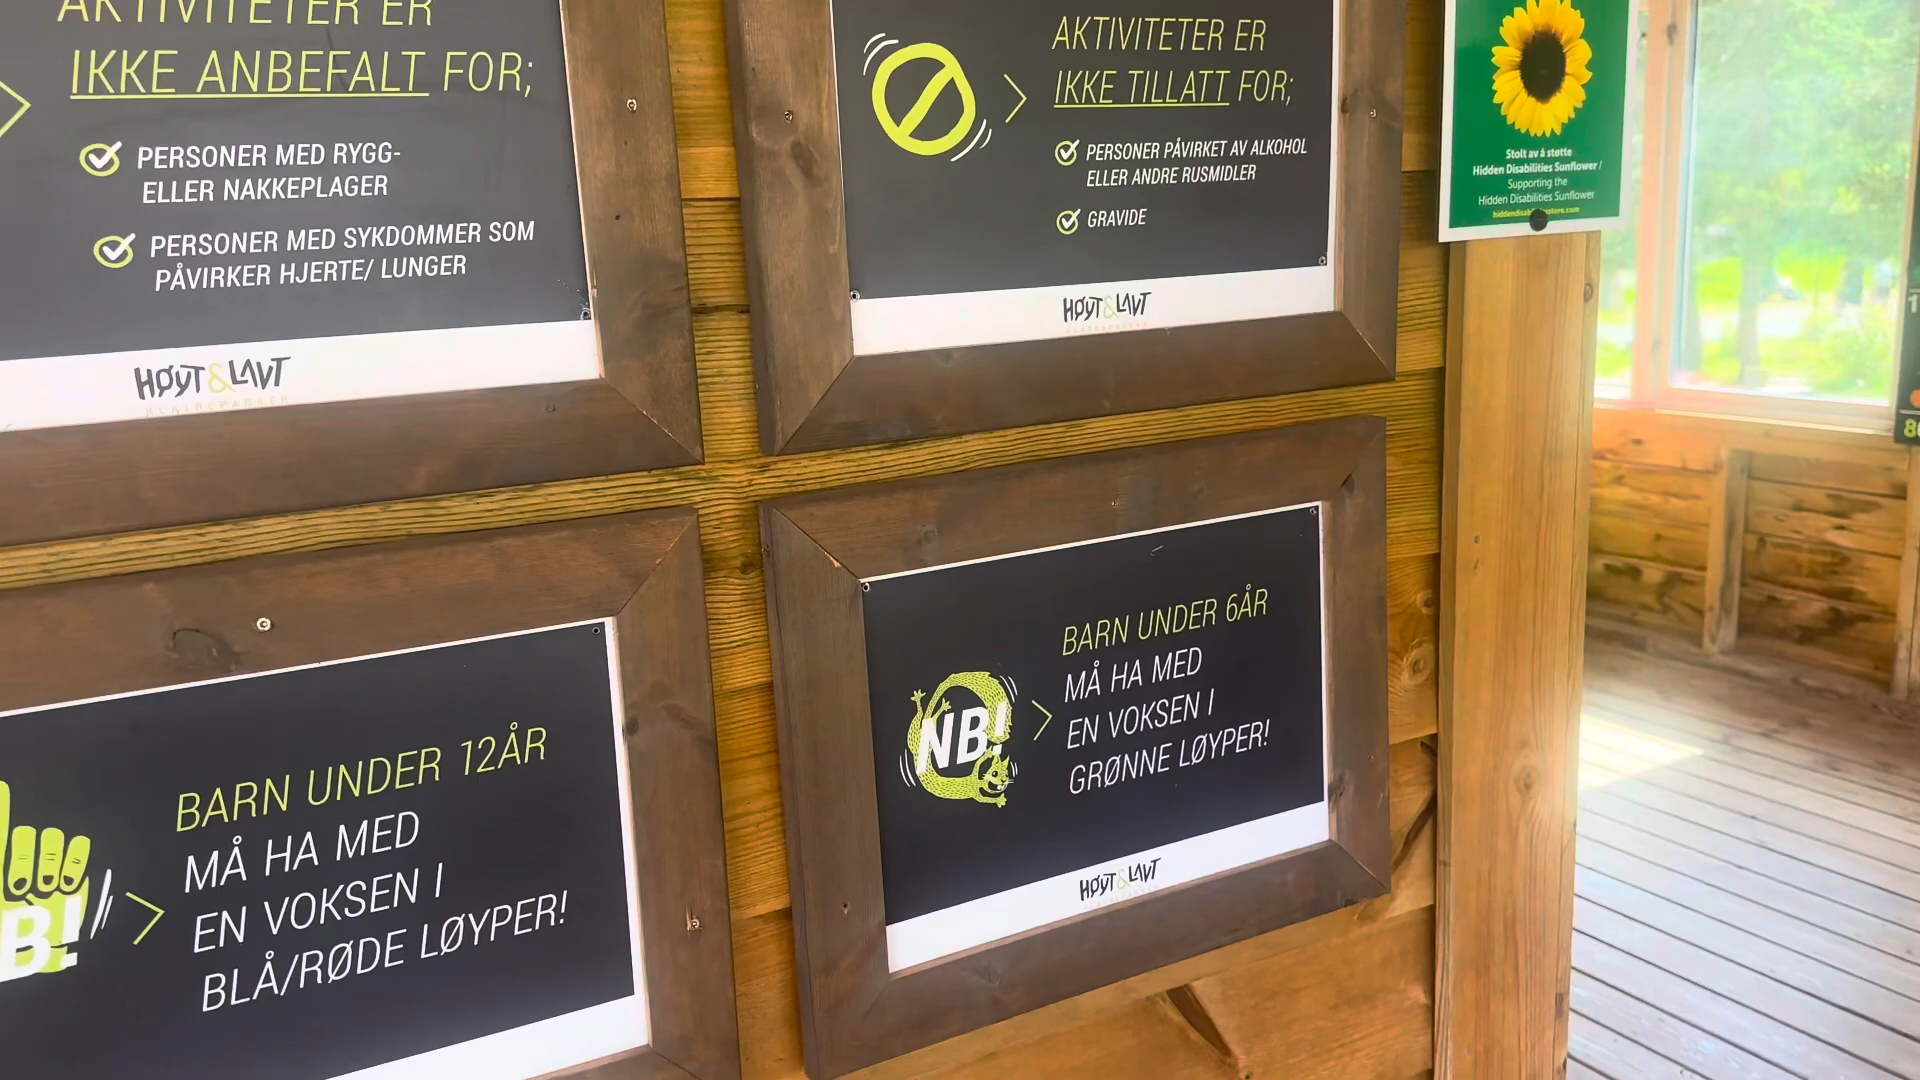 AKTIVITETER ER
IKKE ANBEFALT FOR;
PERSONER MED RYGG-
ELLER NAKKEPLAGER
PERSONER MED SYKDOMMER SOM
PÅVIRKER HJERTE/ LUNGER
HØYT&LAVT
KLATREPARKER
AKTIVITETER ER
IKKE TILLATT FOR;
PERSONER PÅVIRKET AV ALKOHOL
ELLER ANDRE RUSMIDLER
GRAVIDE
HØYT&LAVT
Stolt av å støtte
Hidden Disabilities Sunflower /
Supporting the
Hidden Disabilities Sunflower
B!
BARN UNDER 12ÅR
MÅ HA MED
EN VOKSEN I
BLÅ/RØDE LØYPER!
NB!
BARN UNDER 6ÅR
MÅ HA MED
EN VOKSEN I
GRØNNE LØYPER!
HØYT&LAVT